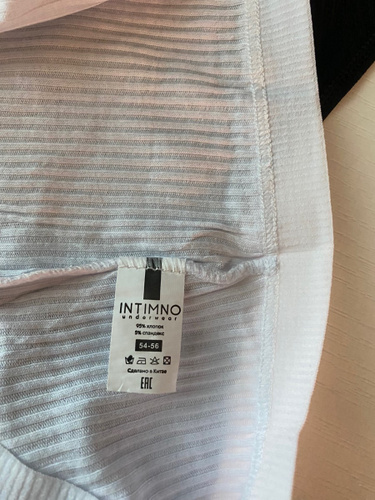 INTIMNO
underwear
95% хлопок
5% спандекс
54-56
Сделано в Китае
EAC